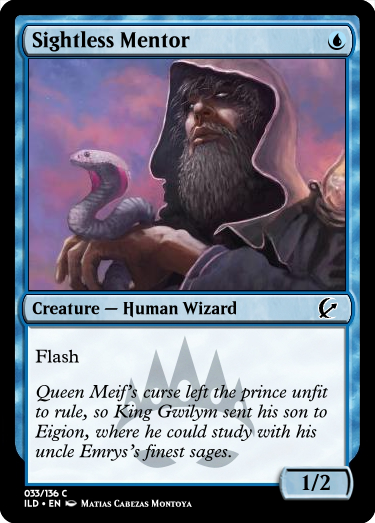 Sightless Mentor
Creature — Human Wizard
Flash
Queen Meif's curse left the prince unfit
to rule, so King Gwilym sent his son to
Eigion, where he could study with his
uncle Emrys's finest sages.
1/2
033/136 C
ILD • EN Matias Cabezas Montoya